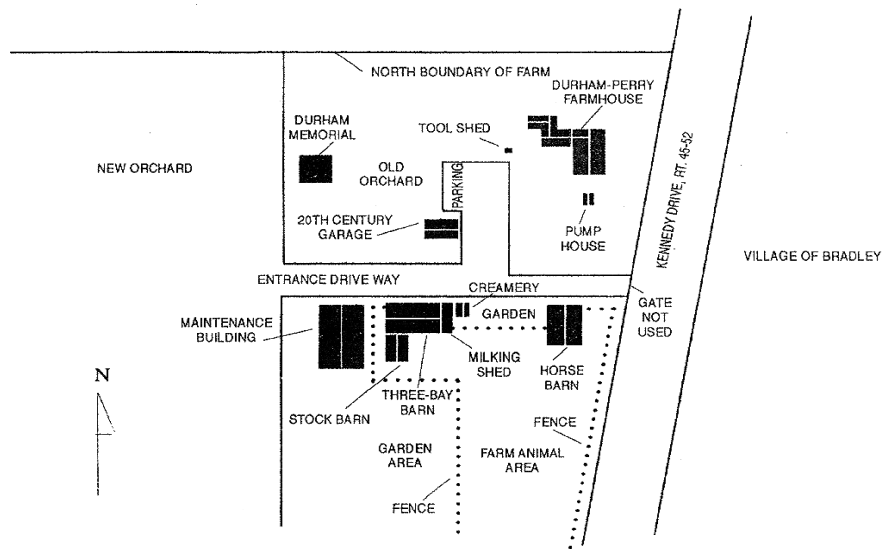 NORTH BOUNDARY OF FARM
DURHAM-PERRY
FARMHOUSE
DURHAM
MEMORIAL
TOOL SHED
NEW ORCHARD
OLD
ORCHARD
PARKING
KENNEDY DRIVE, RT. 45-52
20TH CENTURY
GARAGE
PUMP
HOUSE
VILLAGE OF BRADLEY
ENTRANCE DRIVE WAY
CREAMERY
GARDEN
GATE
NOT
USED
MAINTENANCE
BUILDING
MILKING
SHED
HORSE
BARN
N
THREE-BAY
BARN
STOCK BARN
FENCE
GARDEN
AREA
FARM ANIMAL
AREA
FENCE